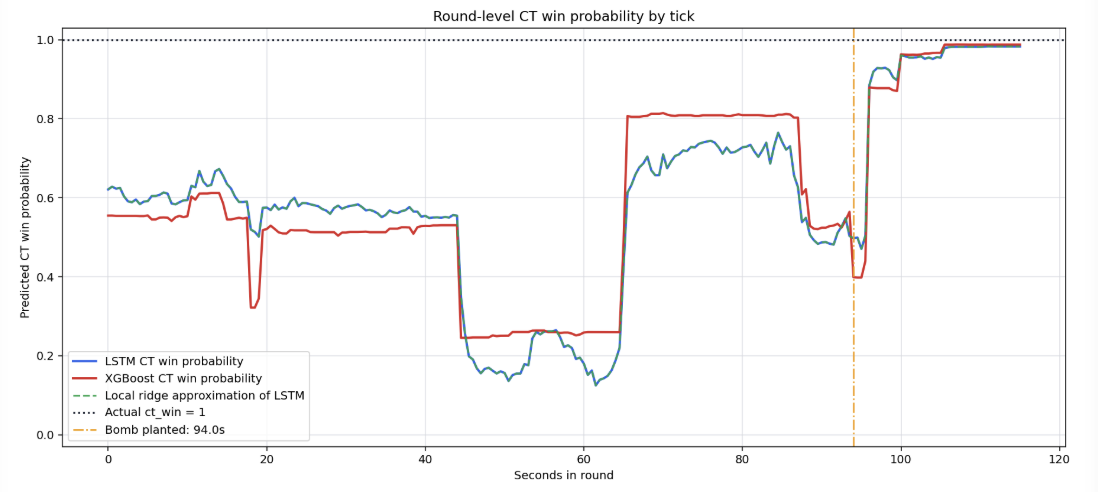 Round-level CT win probability by tick
Predicted CT win probability
1.0
0.8
0.6
0.4
0.2
0.0
LSTM CT win probability
XGBoost CT win probability
Local ridge approximation of LSTM
Actual ct_win = 1
Bomb planted: 94.0s
0 20 40 60 80 100 120
Seconds in round